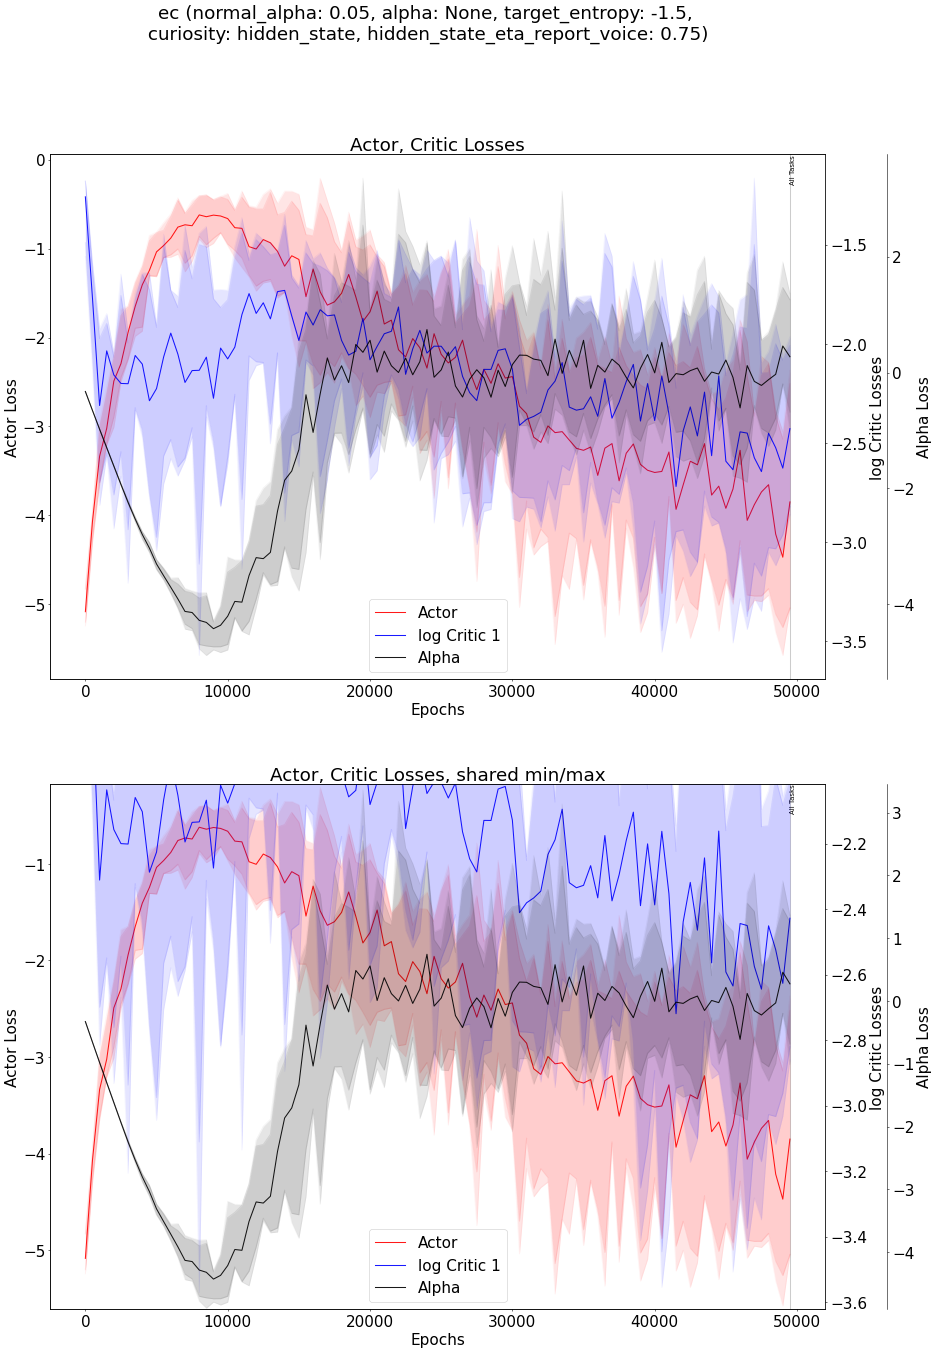 ec (normal_alpha: 0.05, alpha: None, target_entropy: -1.5,
curiosity: hidden_state, hidden_state_eta_report_voice: 0.75)
Actor, Critic Losses
0
−1
−2
−3
−4
−5
Actor Loss
All Tasks
−1.5
−2.0
−2.5
−3.0
−3.5
log Critic Losses
2
0
−2
−4
Alpha Loss
Actor
log Critic 1
Alpha
0 10000 20000 30000 40000 50000
Epochs
Actor, Critic Losses, shared min/max
−1
−2
−3
−4
−5
Actor Loss
All Tasks
−2.2
−2.4
−2.6
−2.8
−3.0
−3.2
−3.4
−3.6
log Critic Losses
3
2
1
0
−1
−2
−3
−4
Alpha Loss
Actor
log Critic 1
Alpha
0 10000 20000 30000 40000 50000
Epochs